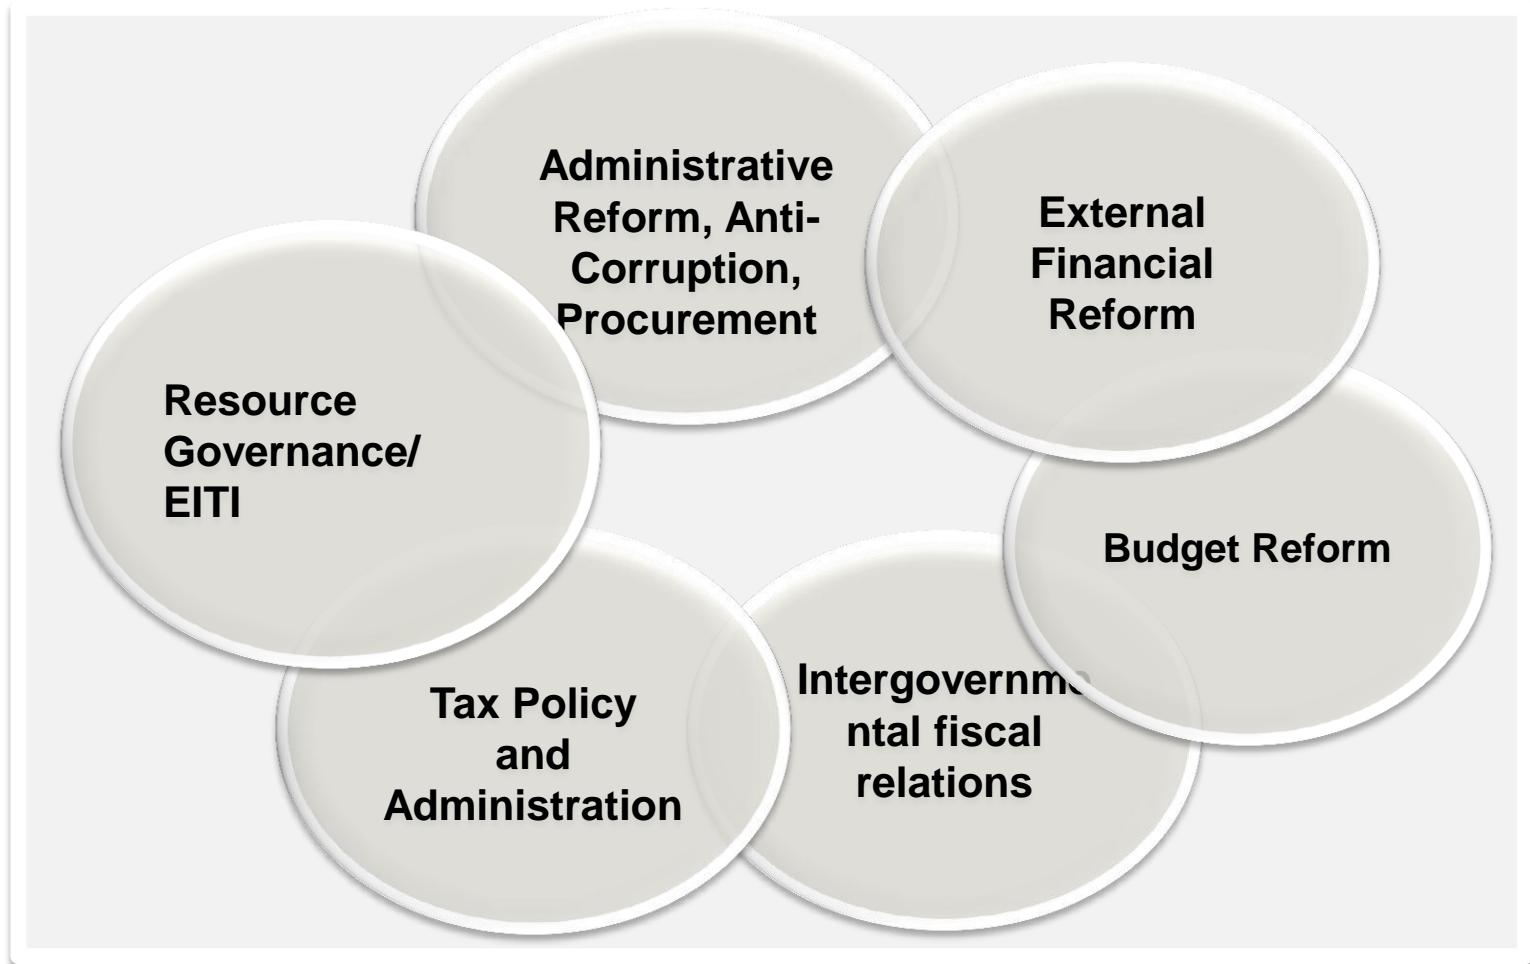 Administrative
Reform, Anti-
Corruption,
Procurement
External
Financial
Reform
Resource
Governance/
EITI
Budget Reform
Tax Policy
and
Administration
Intergovernme
ntal fiscal
relations